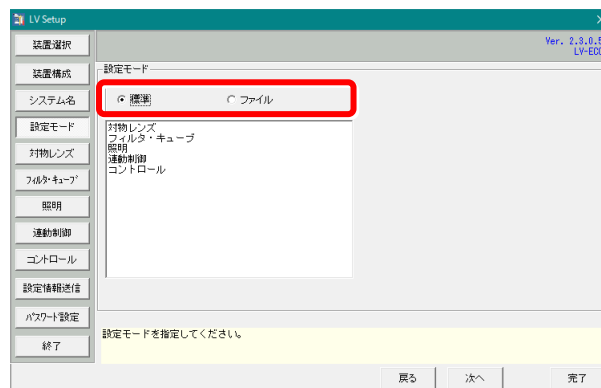 LV Setup
装置選択
装置構成
システム名
設定モード
対物レンズ
フィルタ・キューブ
照明
連動制御
コントロール
設定情報送信
パスワード設定
終了
Ver. 2.3.0.5
LV-ECO
設定モード
標準
ファイル
対物レンズ
フィルタ・キューブ
照明
連動制御
コントロール
設定モードを指定してください。
戻る
次へ
完了